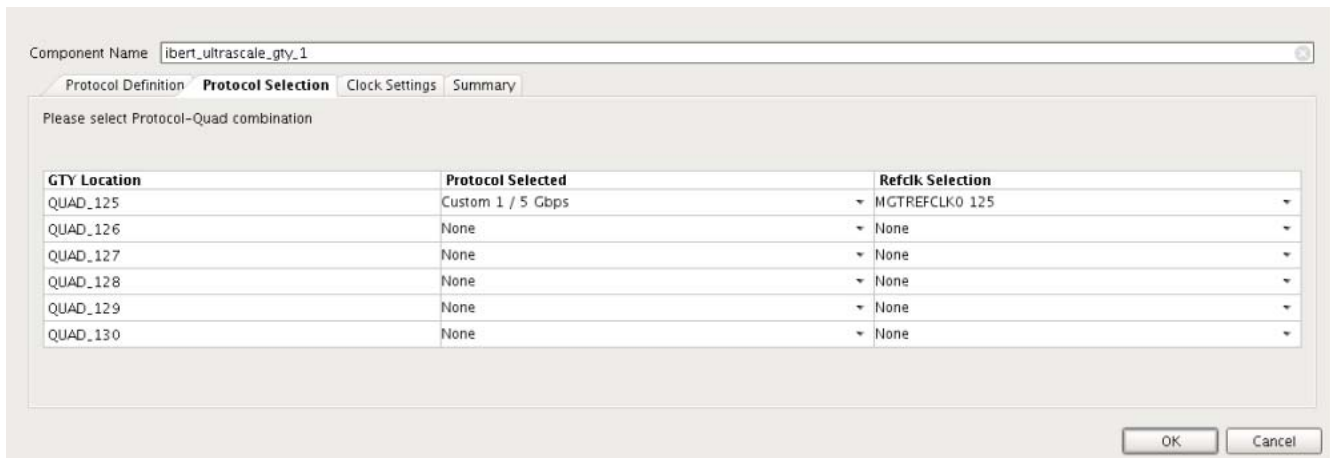 Component Name ibert_ultrascale_gty_1
Protocol Definition Protocol Selection Clock Settings Summary
Please select Protocol-Quad combination
GTY Location Protocol Selected Refclk Selection
QUAD_125 Custom 1 / 5 Gbps MGTREFCLK0 125
QUAD_126 None None
QUAD_127 None None
QUAD_128 None None
QUAD_129 None None
QUAD_130 None None
OK Cancel